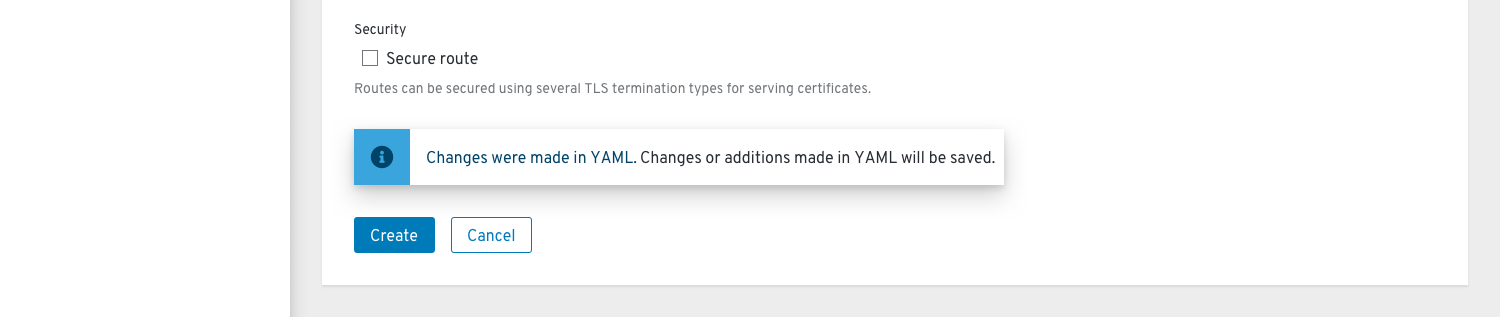 Security
Secure route
Routes can be secured using several TLS termination types for serving certificates.
Changes were made in YAML. Changes or additions made in YAML will be saved.
Create Cancel